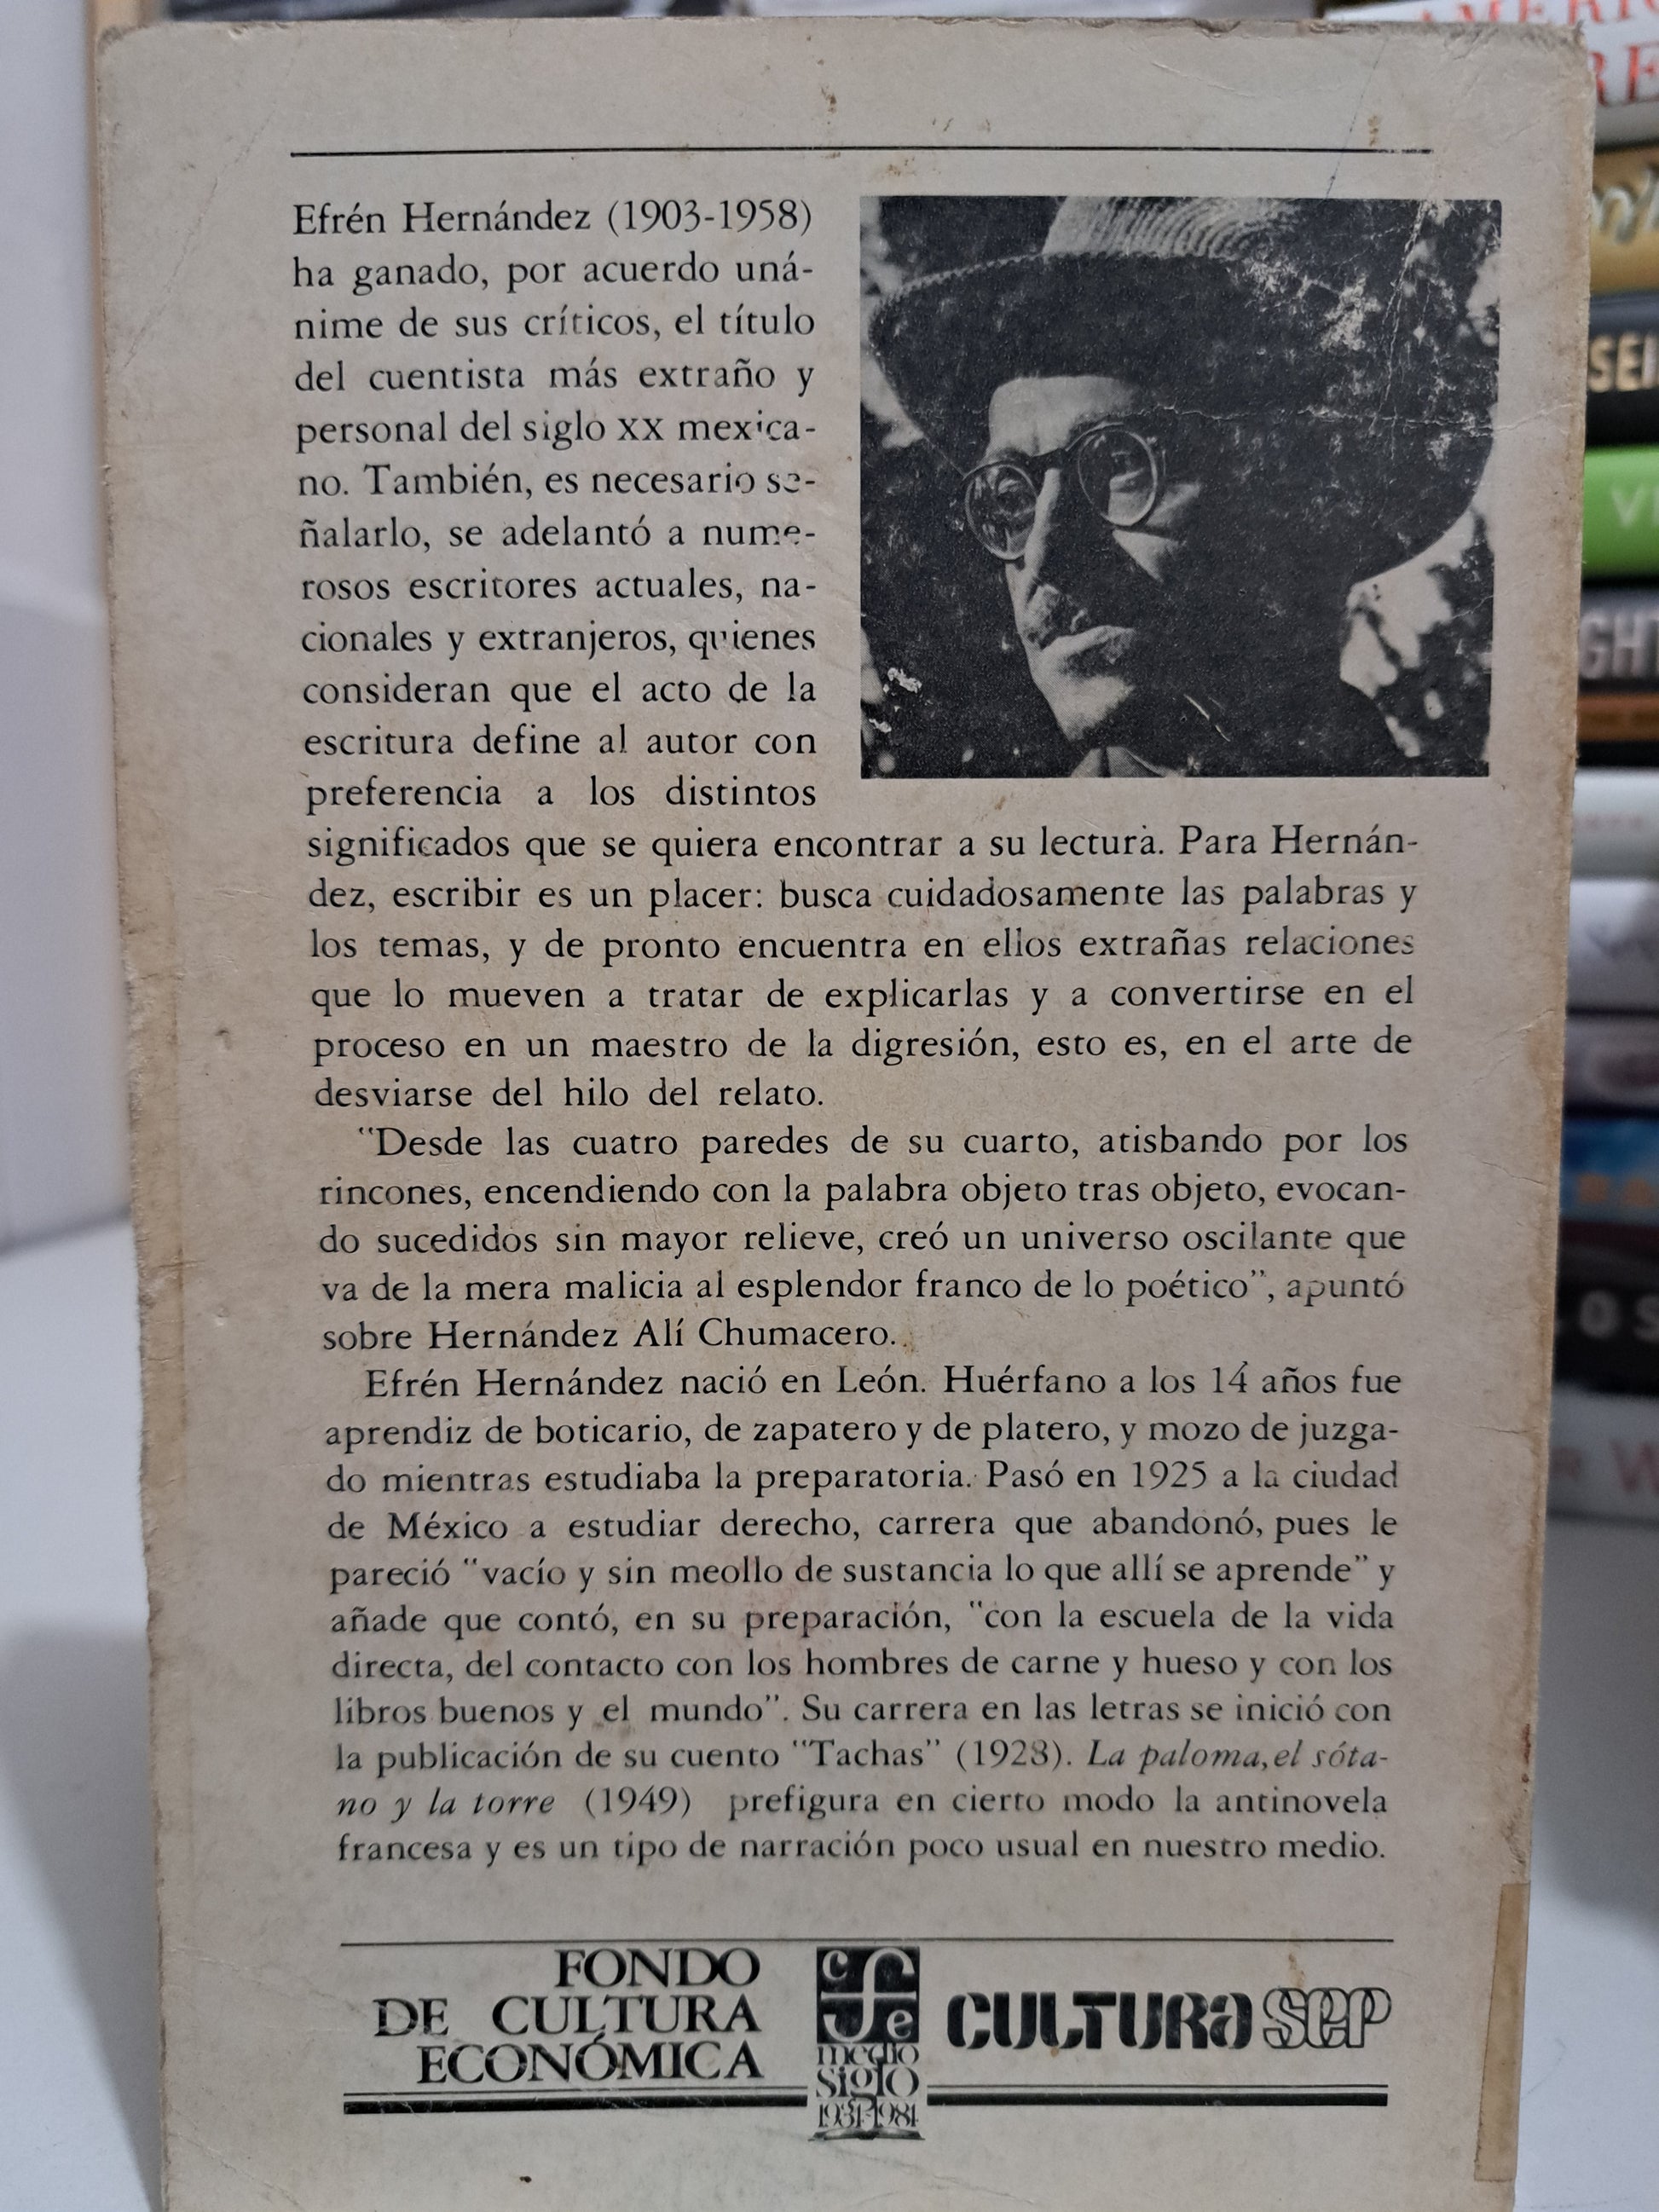 Efrén Hernández (1903-1958)
ha ganado, por acuerdo uná-
nime de sus críticos, el título
del cuentista más extraño y
personal del siglo XX mexica-
no. También, es necesario se-
ñalarlo, se adelantó a nume-
rosos escritores actuales, na-
cionales y extranjeros, quienes
consideran que el acto de la
escritura define al autor con
preferencia a los distintos
significados que se quiera encontrar a su lectura. Para Hernán-
dez, escribir es un placer: busca cuidadosamente las palabras y
los temas, y de pronto encuentra en ellos extrañas relaciones
que lo mueven a tratar de explicarlas y a convertirse en el
proceso en un maestro de la digresión, esto es, en el arte de
desviarse del hilo del relato.
"Desde las cuatro paredes de su cuarto, atisbando por los
rincones, encendiendo con la palabra objeto tras objeto, evocan-
do sucedidos sin mayor relieve, creó un universo oscilante que
va de la mera malicia al esplendor franco de lo poético", apuntó
sobre Hernández Alí Chumacero.
Efrén Hernández nació en León. Huérfano a los 14 años fue
aprendiz de boticario, de zapatero y de platero, y mozo de juzga-
do mientras estudiaba la preparatoria. Pasó en 1925 a la ciudad
de México a estudiar derecho, carrera que abandonó, pues le
pareció "vacío y sin meollo de sustancia lo que allí se aprende" y
añade que contó, en su preparación, "con la escuela de la vida
directa, del contacto con los hombres de carne y hueso y con los
libros buenos y el mundo". Su carrera en las letras se inició con
la publicación de su cuento "Tachas" (1928). La paloma, el sóta-
no y la torre (1949) prefigura en cierto modo la antinovela
francesa y es un tipo de narración poco usual en nuestro medio.
FONDO
DE CULTURA
ECONÓMICA
cfe
medio
siglo
1934-1984
CULTURA SEP